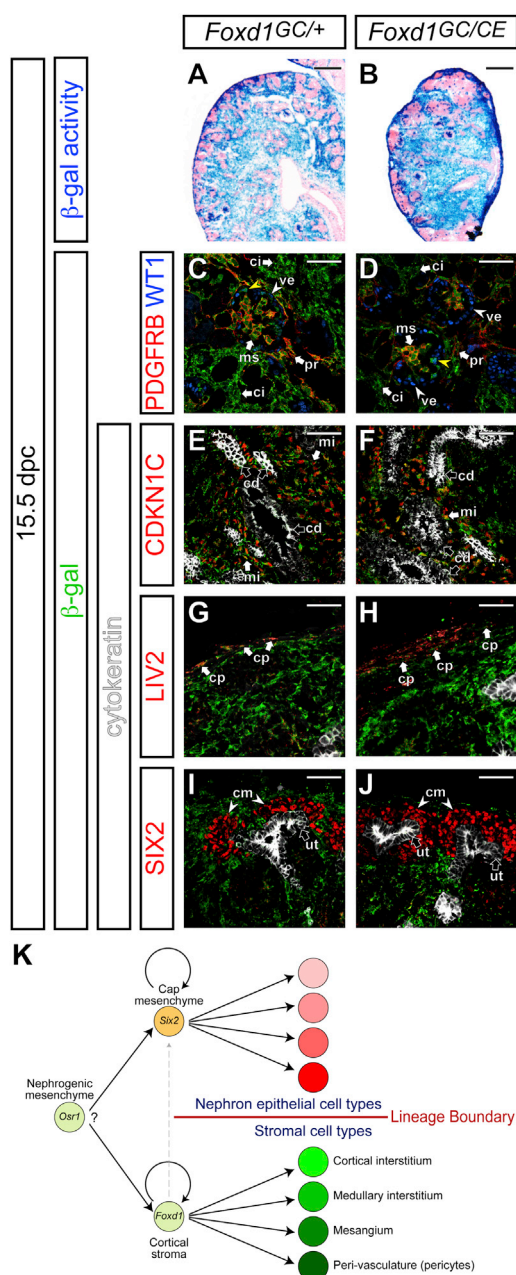 Foxd1GC/+
Foxd1GC/CE
15.5 dpc
β-gal activity
β-gal
cytokeratin
PDGFRB WT1
CDKN1C
LIV2
SIX2
A
B
C
ci
ve
ms
pr
ci
D
ci
ve
ms
pr
ci
ve
E
mi
cd
cd
mi
F
cd
mi
cd
G
cp
cp
H
cp
cp
cp
I
cm
ut
J
cm
ut
ut
K
Cap
mesenchyme
Six2
Nephrogenic
mesenchyme
Osr1
?
Nephron epithelial cell types
Lineage Boundary
Stromal cell types
Foxd1
Cortical
stroma
Cortical interstitium
Medullary interstitium
Mesangium
Peri-vasculature (pericytes)